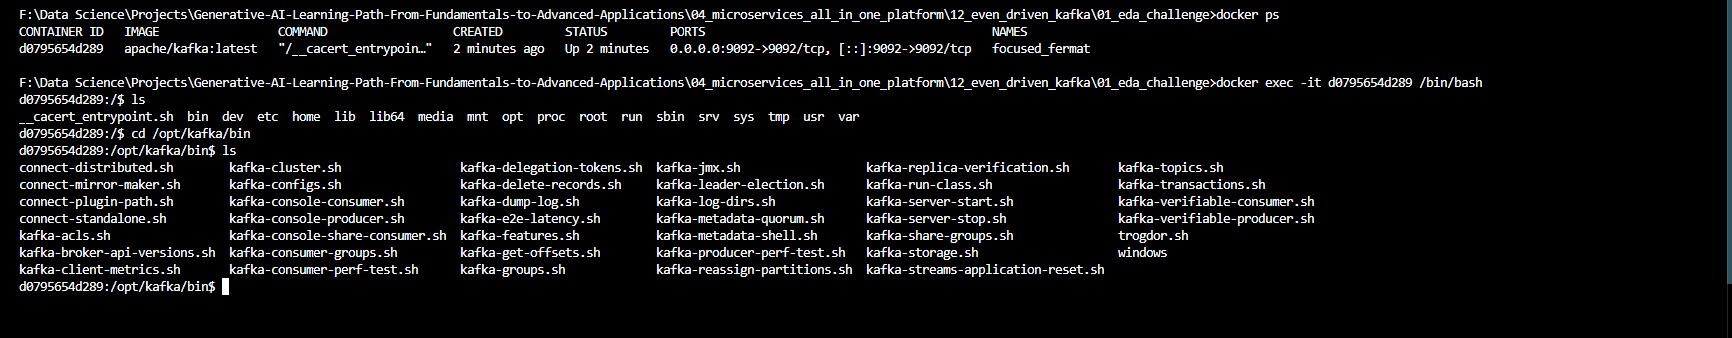 F:\Data Science\Projects\Generative-AI-Learning-Path-From-Fundamentals-to-Advanced-Applications\04_microservices_all_in_one_platform\12_even_driven_kafka\01_eda_challenge>docker ps
CONTAINER ID   IMAGE                 COMMAND                  CREATED         STATUS         PORTS                                         NAMES
d0795654d289   apache/kafka:latest   "/__cacert_entrypoin…"   2 minutes ago   Up 2 minutes   0.0.0.0:9092->9092/tcp, [::]:9092->9092/tcp   focused_fermat
F:\Data Science\Projects\Generative-AI-Learning-Path-From-Fundamentals-to-Advanced-Applications\04_microservices_all_in_one_platform\12_even_driven_kafka\01_eda_challenge>docker exec -it d0795654d289 /bin/bash
d0795654d289:/$ ls
__cacert_entrypoint.sh  bin  dev  etc  home  lib  lib64  media  mnt  opt  proc  root  run  sbin  srv  sys  tmp  usr  var
d0795654d289:/$ cd /opt/kafka/bin
d0795654d289:/opt/kafka/bin$ ls
connect-distributed.sh        kafka-cluster.sh                kafka-delegation-tokens.sh  kafka-jmx.sh                    kafka-replica-verification.sh       kafka-topics.sh
connect-mirror-maker.sh       kafka-configs.sh                kafka-delete-records.sh     kafka-leader-election.sh        kafka-run-class.sh                  kafka-transactions.sh
connect-plugin-path.sh        kafka-console-consumer.sh       kafka-dump-log.sh           kafka-log-dirs.sh               kafka-server-start.sh               kafka-verifiable-consumer.sh
connect-standalone.sh         kafka-console-producer.sh       kafka-e2e-latency.sh        kafka-metadata-quorum.sh        kafka-server-stop.sh                kafka-verifiable-producer.sh
kafka-acls.sh                 kafka-console-share-consumer.sh kafka-features.sh           kafka-metadata-shell.sh         kafka-share-groups.sh               trogdor.sh
kafka-broker-api-versions.sh  kafka-consumer-groups.sh        kafka-get-offsets.sh        kafka-producer-perf-test.sh     kafka-storage.sh                    windows
kafka-client-metrics.sh       kafka-consumer-perf-test.sh     kafka-groups.sh             kafka-reassign-partitions.sh    kafka-streams-application-reset.sh
d0795654d289:/opt/kafka/bin$